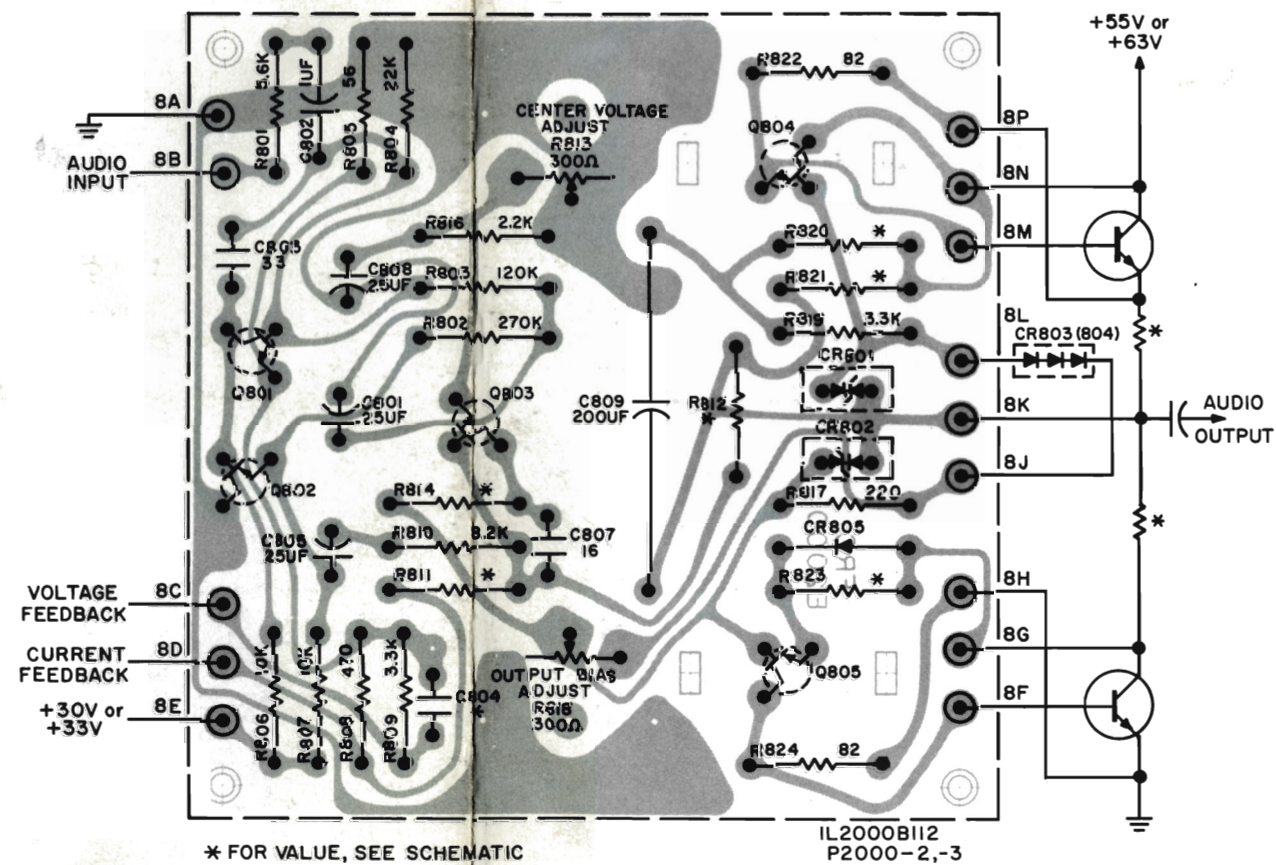 +55V or
+63V
R822 82
5.6K
1UF
56
22K
8A
R801
C802
R805
R804
CENTER VOLTAGE
ADJUST
R813
300Ω
Q804
8P
8B
AUDIO
INPUT
8N
R816 2.2K
R820 *
8M
33
C808
25UF
R803 120K
R821 *
R802 270K
R819 3.3K
8L
CR803(804)
*
CR801
Q801
C801
25UF
Q803
C809
200UF
R812
*
8K
AUDIO
OUTPUT
CR802
8J
Q802
R814 *
R817 220
*
C805
25UF
R810 8.2K
C807
16
CR805
R811 *
R823 *
8H
VOLTAGE
FEEDBACK
8C
8G
CURRENT
FEEDBACK
8D
10K
10K
470
3.3K
OUTPUT BIAS
ADJUST
R818
300Ω
Q805
C804
*
8F
+30V or
+33V
8E
R806
R807
R808
R809
R824 82
1L2000B112
P2000-2,-3
* FOR VALUE, SEE SCHEMATIC